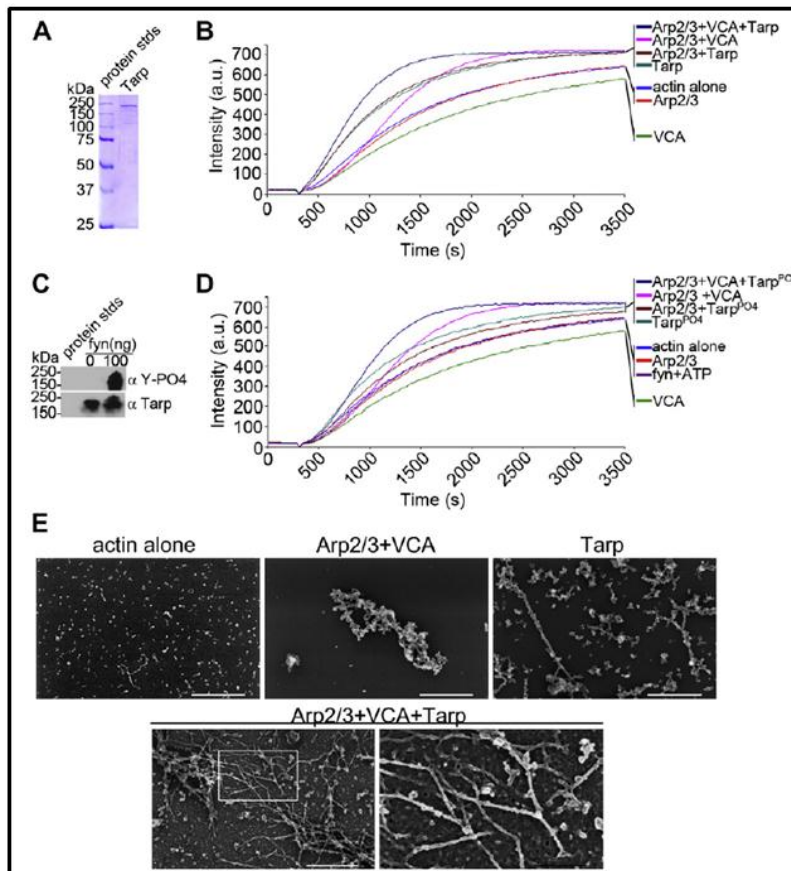 A
protein stds
Tarp
kDa
250
150
100
75
50
37
25
B
Intensity (a.u.)
700
600
500
400
300
200
100
0
0
500
1000
1500
2000
2500
3000
3500
Time (s)
Arp2/3+VCA+Tarp
Arp2/3+VCA
Arp2/3+Tarp
Tarp
actin alone
Arp2/3
VCA
C
protein stds
fyn(ng)
kDa
0 100
250
150
α Y-PO4
250
150
α Tarp
D
Intensity (a.u.)
700
600
500
400
300
200
100
0
0
500
1000
1500
2000
2500
3000
3500
Time (s)
Arp2/3+VCA+Tarp^PO
Arp2/3 +VCA
Arp2/3+Tarp^PO4
Tarp^PO4
actin alone
Arp2/3
fyn+ATP
VCA
E
actin alone
Arp2/3+VCA
Tarp
Arp2/3+VCA+Tarp